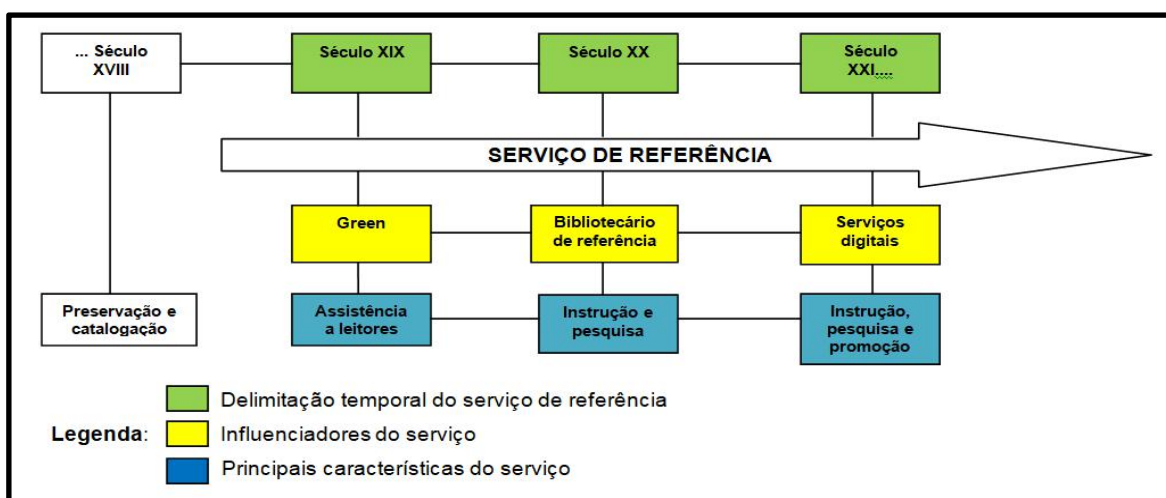 ... Século
XVIII
Século XIX
Século XX
Século
XXI....
SERVIÇO DE REFERÊNCIA
Green
Bibliotecário
de referência
Serviços
digitais
Preservação e
catalogação
Assistência
a leitores
Instrução e
pesquisa
Instrução,
pesquisa e
promoção
Legenda:
Delimitação temporal do serviço de referência
Influenciadores do serviço
Principais características do serviço